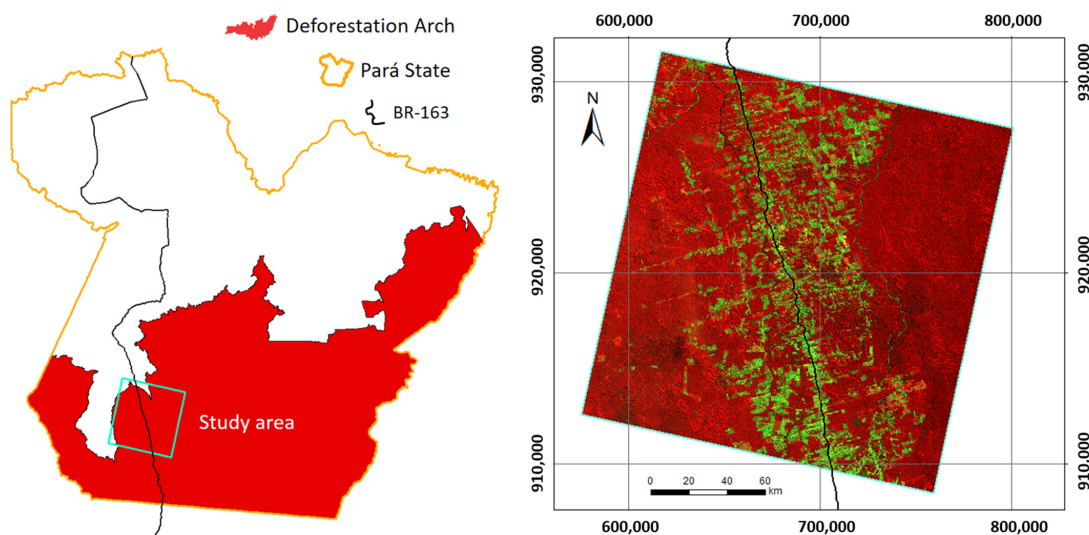 Deforestation Arch
Pará State
BR-163
Study area
600,000 700,000 800,000
930,000 930,000
N
920,000 920,000
910,000 910,000
0 20 40 60
km
600,000 700,000 800,000